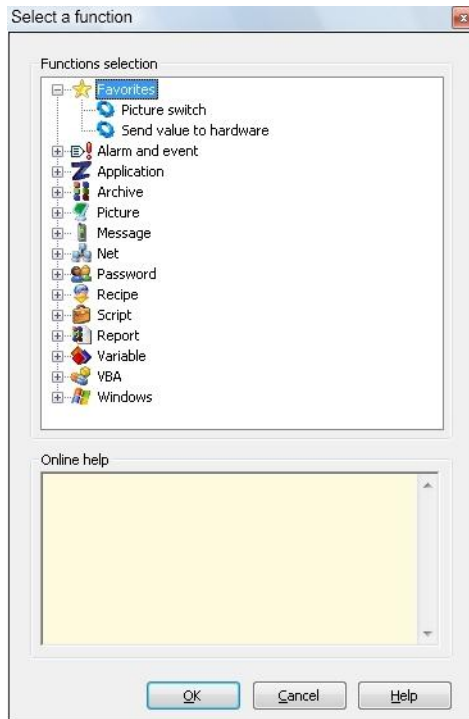 Select a function
Functions selection
Favorites
Picture switch
Send value to hardware
Alarm and event
Application
Archive
Picture
Message
Net
Password
Recipe
Script
Report
Variable
VBA
Windows
Online help
OK
Cancel
Help